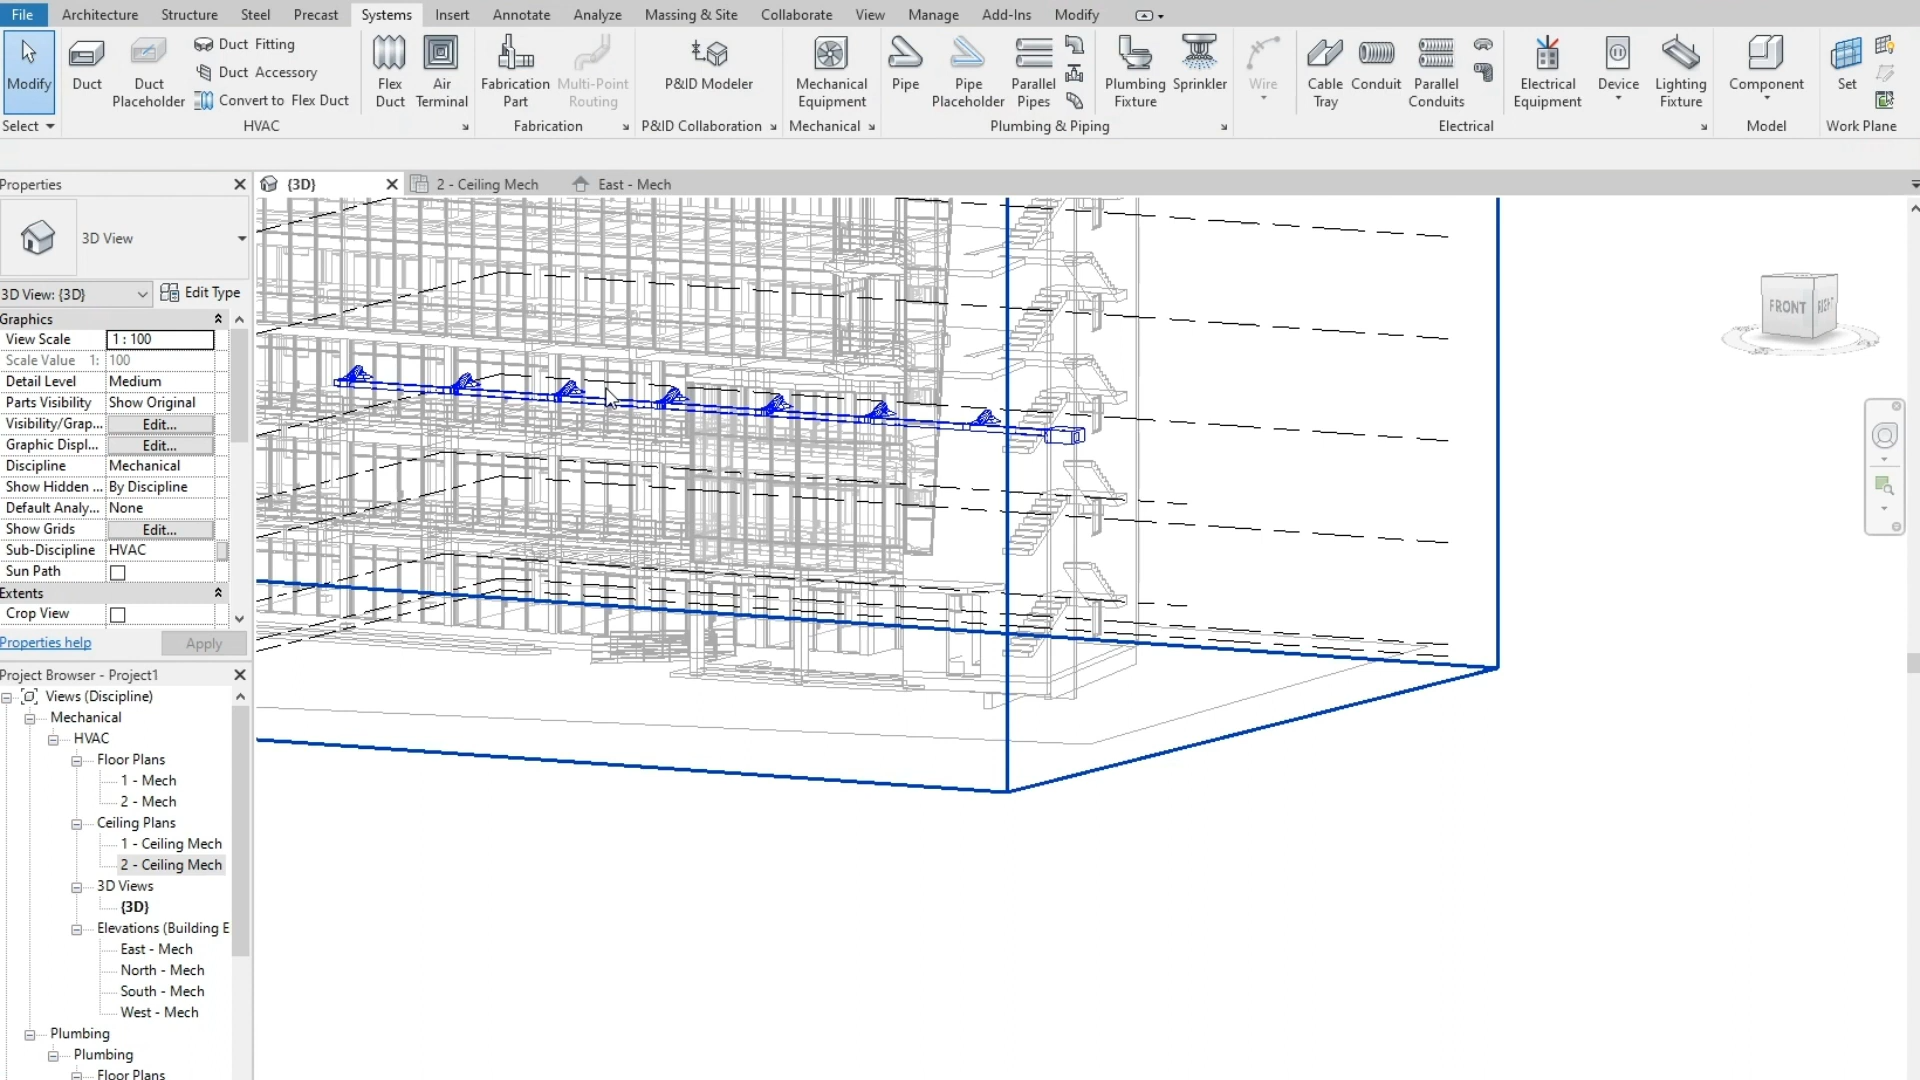 File Architecture Structure Steel Precast Systems Insert Annotate Analyze Massing & Site Collaborate View Manage Add-Ins Modify
Modify
Select
Duct
Duct Placeholder
Duct Fitting
Duct Accessory
Convert to Flex Duct
HVAC
Flex Duct
Air Terminal
Fabrication Part
Multi-Point Routing
Fabrication
P&ID Modeler
P&ID Collaboration
Mechanical Equipment
Mechanical
Pipe
Pipe Placeholder
Parallel Pipes
Plumbing Fixture
Sprinkler
Plumbing & Piping
Wire
Cable Tray
Conduit
Parallel Conduits
Electrical Equipment
Device
Lighting Fixture
Electrical
Component
Model
Set
Work Plane
Properties
{3D}
2 - Ceiling Mech
East - Mech
3D View
3D View: {3D}
Edit Type
Graphics
View Scale 1 : 100
Scale Value 1: 100
Detail Level Medium
Parts Visibility Show Original
Visibility/Grap... Edit...
Graphic Displ... Edit...
Discipline Mechanical
Show Hidden ... By Discipline
Default Analy... None
Show Grids Edit...
Sub-Discipline HVAC
Sun Path
Extents
Crop View
Properties help
Apply
Project Browser - Project1
Views (Discipline)
Mechanical
HVAC
Floor Plans
1 - Mech
2 - Mech
Ceiling Plans
1 - Ceiling Mech
2 - Ceiling Mech
3D Views
{3D}
Elevations (Building E
East - Mech
North - Mech
South - Mech
West - Mech
Plumbing
Plumbing
Floor Plans
FRONT
RIGHT